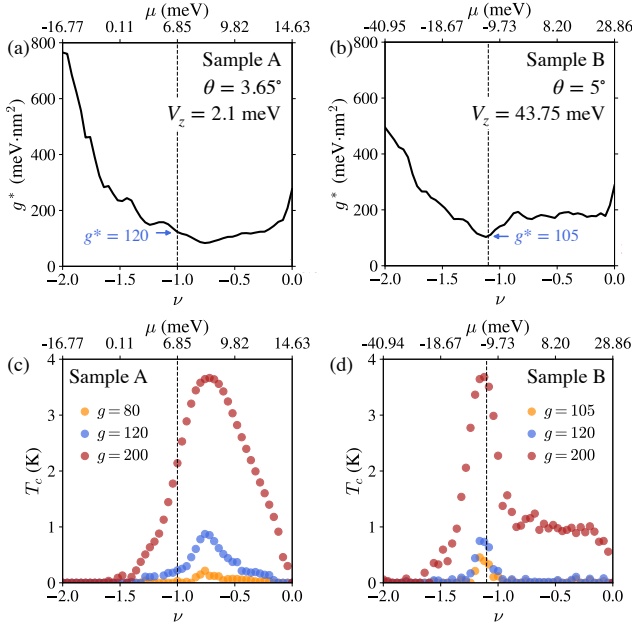 μ (meV)
-16.77 0.11 6.85 9.82 14.63
(a)
Sample A
θ = 3.65°
V_z = 2.1 meV
g* = 120
g* (meV·nm²)
800
600
400
200
0
-2.0 -1.5 -1.0 -0.5 0.0
ν
μ (meV)
-40.95 -18.67 -9.73 8.20 28.86
(b)
Sample B
θ = 5°
V_z = 43.75 meV
g* = 105
g*
800
600
400
200
0
-2.0 -1.5 -1.0 -0.5 0.0
ν
μ (meV)
-16.77 0.11 6.85 9.82 14.63
(c)
Sample A
g = 80
g = 120
g = 200
T_c (K)
4
3
2
1
0
-2.0 -1.5 -1.0 -0.5 0.0
ν
μ (meV)
-40.94 -18.67 -9.73 8.20 28.86
(d)
Sample B
g = 105
g = 120
g = 200
T_c (K)
4
3
2
1
0
-2.0 -1.5 -1.0 -0.5 0.0
ν